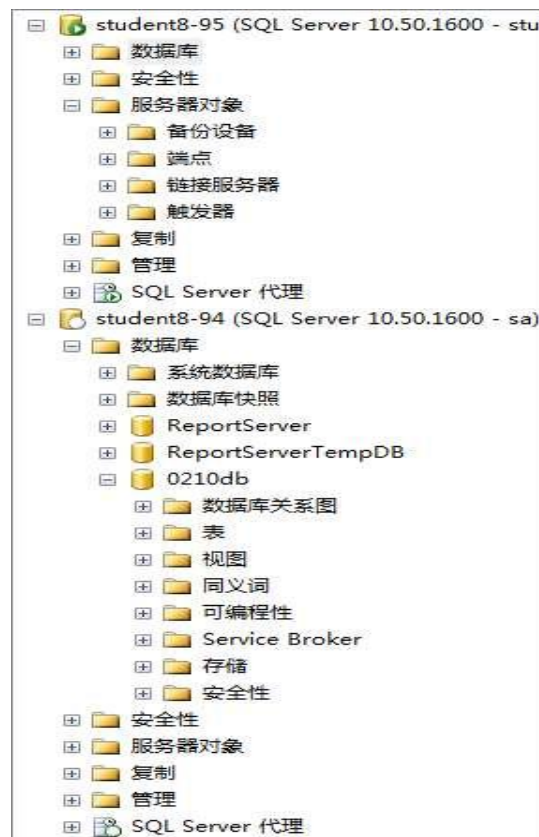 student8-95 (SQL Server 10.50.1600 - stu
数据库
安全性
服务器对象
备份设备
端点
链接服务器
触发器
复制
管理
SQL Server 代理
student8-94 (SQL Server 10.50.1600 - sa)
数据库
系统数据库
数据库快照
ReportServer
ReportServerTempDB
0210db
数据库关系图
表
视图
同义词
可编程性
Service Broker
存储
安全性
安全性
服务器对象
复制
管理
SQL Server 代理